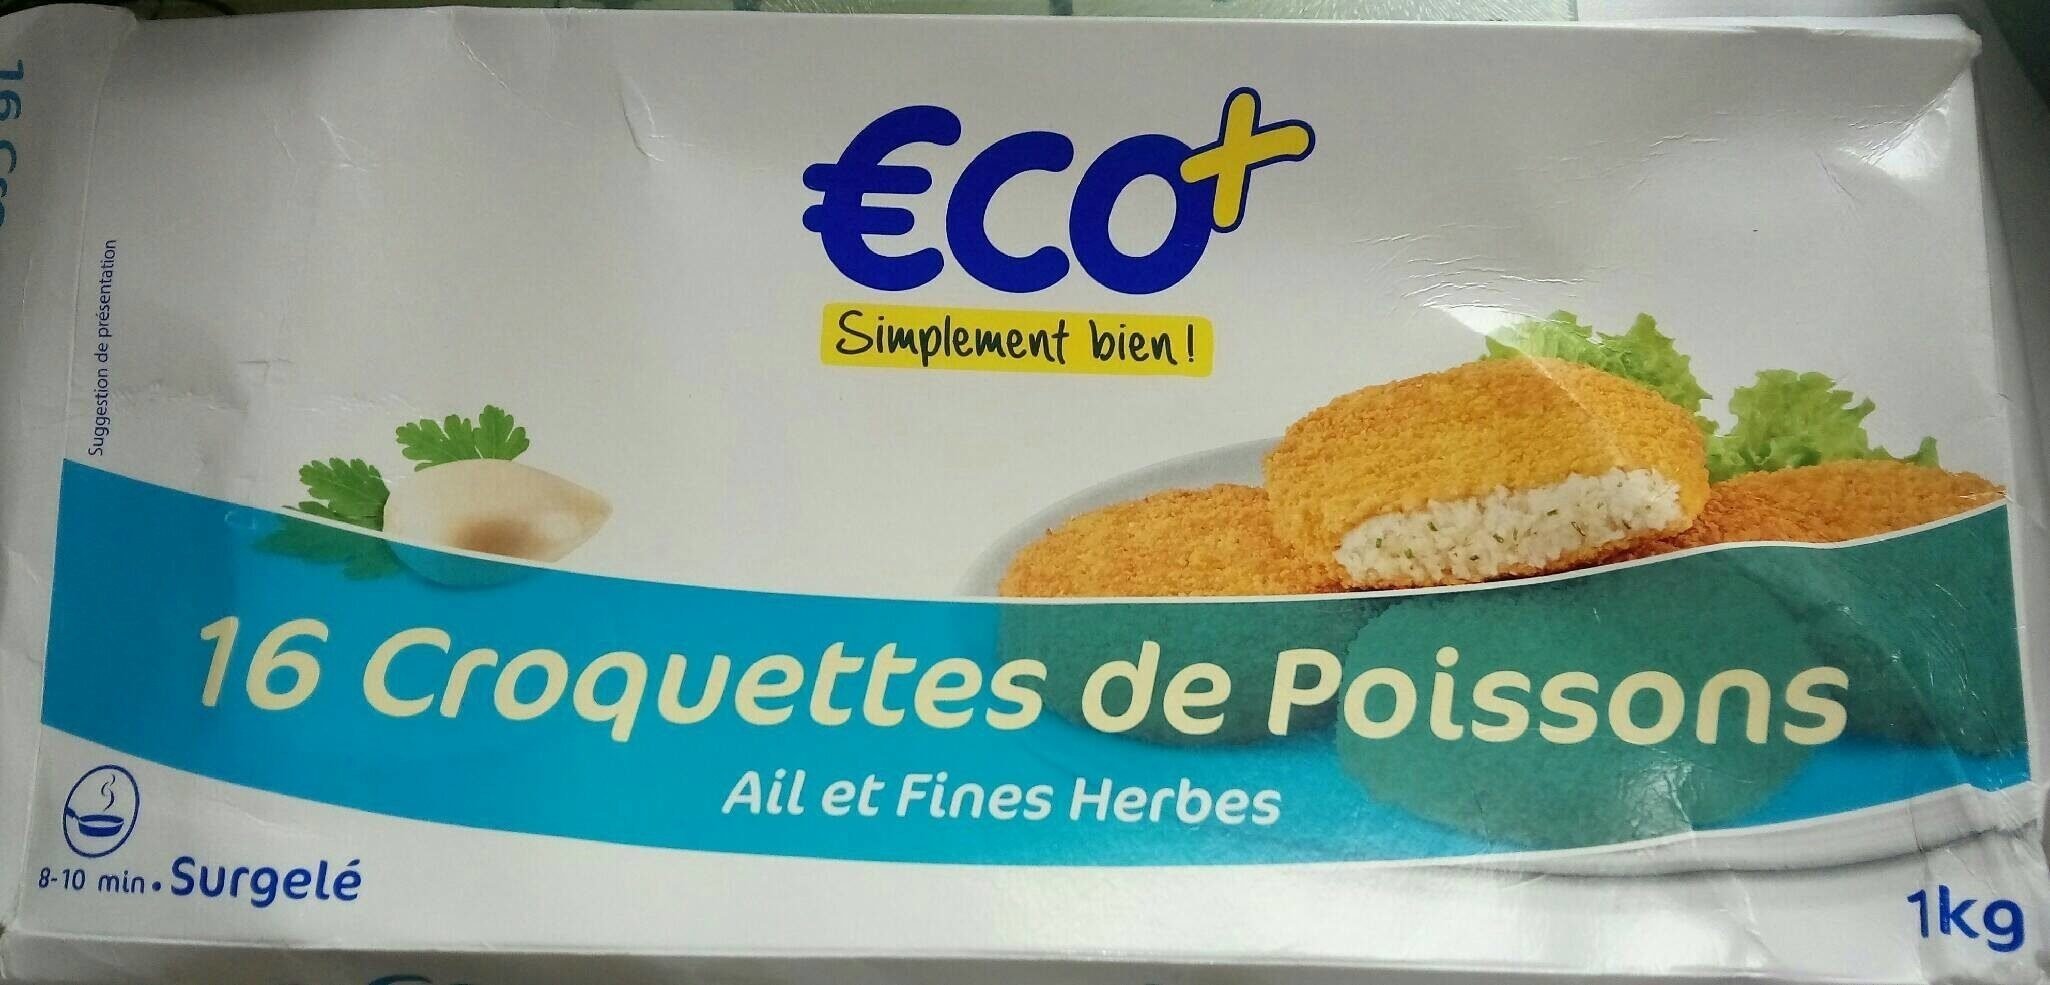 €co+
Simplement bien !
Suggestion de présentation
16 Croquettes de Poissons
Ail et Fines Herbes
8-10 min. Surgelé
1kg